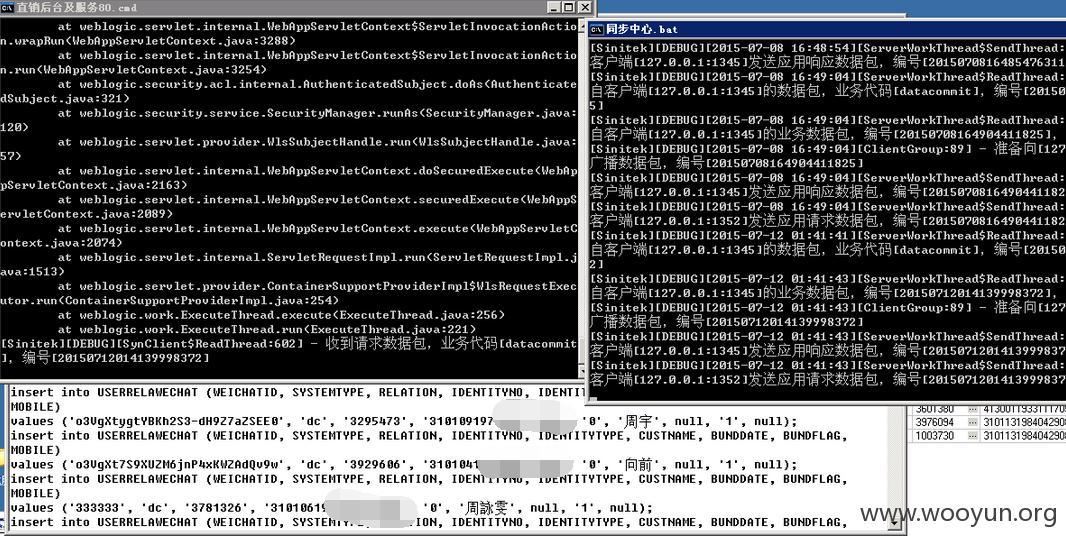 直销后台及服务80.cmd
at weblogic.servlet.internal.WebAppServletContext$ServletInvocationActio
n.wrapRun(WebAppServletContext.java:3288)
at weblogic.servlet.internal.WebAppServletContext$ServletInvocationActio
n.run(WebAppServletContext.java:3254)
at weblogic.security.acl.internal.AuthenticatedSubject.doAs(Authenticate
dSubject.java:321)
at weblogic.security.service.SecurityManager.runAs(SecurityManager.java:
120)
at weblogic.servlet.provider.WlsSubjectHandle.run(WlsSubjectHandle.java:
57)
at weblogic.servlet.internal.WebAppServletContext.doSecuredExecute(WebAp
pServletContext.java:2163)
at weblogic.servlet.internal.WebAppServletContext.securedExecute(WebAppS
ervletContext.java:2089)
at weblogic.servlet.internal.WebAppServletContext.execute(WebAppServletC
ontext.java:2074)
at weblogic.servlet.internal.ServletRequestImpl.run(ServletRequestImpl.j
ava:1513)
at weblogic.servlet.provider.ContainerSupportProviderImpl$WlsRequestExec
utor.run(ContainerSupportProviderImpl.java:254)
at weblogic.work.ExecuteThread.execute(ExecuteThread.java:256)
at weblogic.work.ExecuteThread.run(ExecuteThread.java:221)
[Sinitek][DEBUG][SynClient$ReadThread:602] - 收到请求数据包，业务代码[datacommit
]，编号[20150712014139998372]
同步中心.bat
[Sinitek][DEBUG][2015-07-08 16:48:54][ServerWorkThread$SendThread:
客户端[127.0.0.1:1345]发送应用响应数据包，编号[2015070816485476311
[Sinitek][DEBUG][2015-07-08 16:49:04][ServerWorkThread$ReadThread:
自客户端[127.0.0.1:1345]的数据包，业务代码[datacommit]，编号[20150
5]
[Sinitek][DEBUG][2015-07-08 16:49:04][ServerWorkThread$ReadThread:
自客户端[127.0.0.1:1345]的业务数据包，编号[20150708164904411825]，
[Sinitek][DEBUG][2015-07-08 16:49:04][ClientGroup:89] - 准备向[127
广播数据包，编号[20150708164904411825]
[Sinitek][DEBUG][2015-07-08 16:49:04][ServerWorkThread$SendThread:
客户端[127.0.0.1:1345]发送应用响应数据包，编号[2015070816490441182
[Sinitek][DEBUG][2015-07-08 16:49:04][ServerWorkThread$SendThread:
客户端[127.0.0.1:1352]发送应用请求数据包，编号[2015070816490441182
[Sinitek][DEBUG][2015-07-12 01:41:41][ServerWorkThread$ReadThread:
自客户端[127.0.0.1:1345]的数据包，业务代码[datacommit]，编号[20150
2]
[Sinitek][DEBUG][2015-07-12 01:41:43][ServerWorkThread$ReadThread:
自客户端[127.0.0.1:1345]的业务数据包，编号[20150712014139998372]，
[Sinitek][DEBUG][2015-07-12 01:41:43][ClientGroup:89] - 准备向[127
广播数据包，编号[20150712014139998372]
[Sinitek][DEBUG][2015-07-12 01:41:43][ServerWorkThread$SendThread:
客户端[127.0.0.1:1345]发送应用响应数据包，编号[2015071201413999837
[Sinitek][DEBUG][2015-07-12 01:41:43][ServerWorkThread$SendThread:
客户端[127.0.0.1:1352]发送应用请求数据包，编号[2015071201413999837
insert into USERRELAWECHAT (WEICHATID, SYSTEMTYPE, RELATION, IDENTITYNO, IDENTI
MOBILE)
values ('o3VgXtygtYBKh2S3-dH9Z7aZSEE0', 'dc', '3295473', '310109197 '0', '周宇', null, '1', null);
insert into USERRELAWECHAT (WEICHATID, SYSTEMTYPE, RELATION, IDENTITYNO, IDENTITYTYPE, CUSTNAME, BUNDDATE, BUNDFLAG,
MOBILE)
values ('o3VgXt7S9XUZM6jnP4xKWZAdQv9w', 'dc', '3929606', '3101041 '0', '向前', null, '1', null);
insert into USERRELAWECHAT (WEICHATID, SYSTEMTYPE, RELATION, IDENTITYNO, IDENTITYTYPE, CUSTNAME, BUNDDATE, BUNDFLAG,
MOBILE)
values ('333333', 'dc', '3781326', '31010619 '0', '周詠雯', null, '1', null);
insert into USERRELAWECHAT (WEICHATID, SYSTEMTYPE, RELATION, IDENTITYNO, IDENTITYTYPE, CUSTNAME, BUNDDATE, BUNDFLAG,
3601380 ... 4130011933111709
3976094 ... 310113198404290
1003730 ... 310113198404290
www.wooyun.org